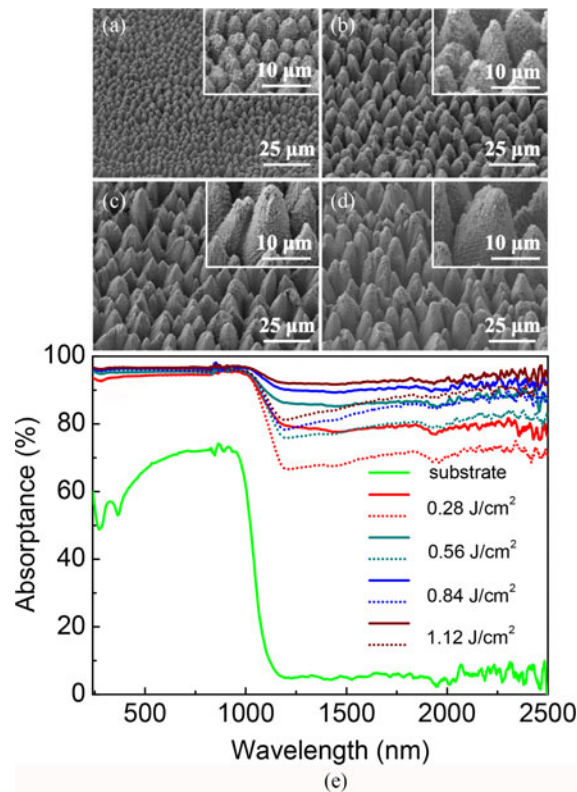 (a)
10 μm
25 μm
(b)
10 μm
25 μm
(c)
10 μm
25 μm
(d)
10 μm
25 μm
100
80
60
40
20
0
Absorptance (%)
substrate
0.28 J/cm²
0.56 J/cm²
0.84 J/cm²
1.12 J/cm²
500 1000 1500 2000 2500
Wavelength (nm)
(e)